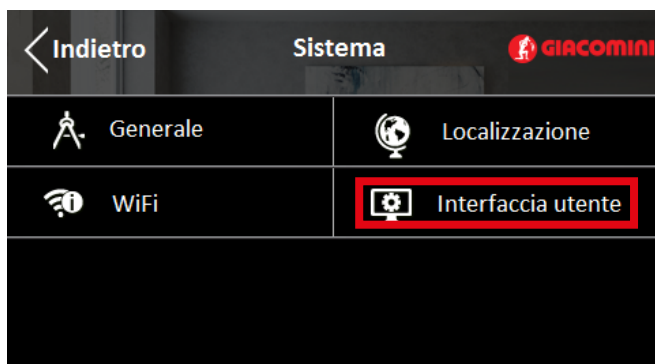 Indietro Sistema GIACOMINI
Generale Localizzazione
WiFi Interfaccia utente